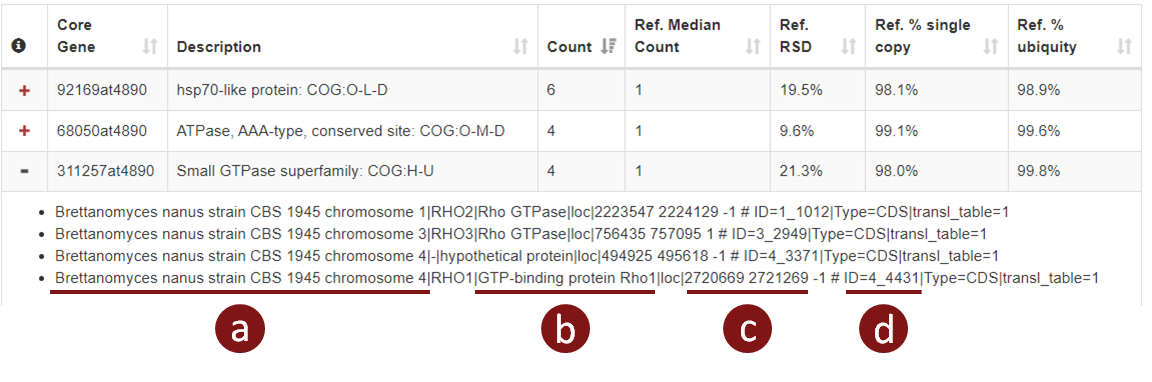 Core Gene Description Count Ref. Median Count Ref. RSD Ref. % single copy Ref. % ubiquity
+ 92169at4890 hsp70-like protein: COG:O-L-D 6 1 19.5% 98.1% 98.9%
+ 68050at4890 ATPase, AAA-type, conserved site: COG:O-M-D 4 1 9.6% 99.1% 99.6%
- 311257at4890 Small GTPase superfamily: COG:H-U 4 1 21.3% 98.0% 99.8%
• Brettanomyces nanus strain CBS 1945 chromosome 1|RHO2|Rho GTPase|loc|2223547 2224129 -1 # ID=1_1012|Type=CDS|transl_table=1
• Brettanomyces nanus strain CBS 1945 chromosome 3|RHO3|Rho GTPase|loc|756435 757095 1 # ID=3_2949|Type=CDS|transl_table=1
• Brettanomyces nanus strain CBS 1945 chromosome 4|-|hypothetical protein|loc|494925 495618 -1 # ID=4_3371|Type=CDS|transl_table=1
• Brettanomyces nanus strain CBS 1945 chromosome 4|RHO1|GTP-binding protein Rho1|loc|2720669 2721269 -1 # ID=4_4431|Type=CDS|transl_table=1
a b c d